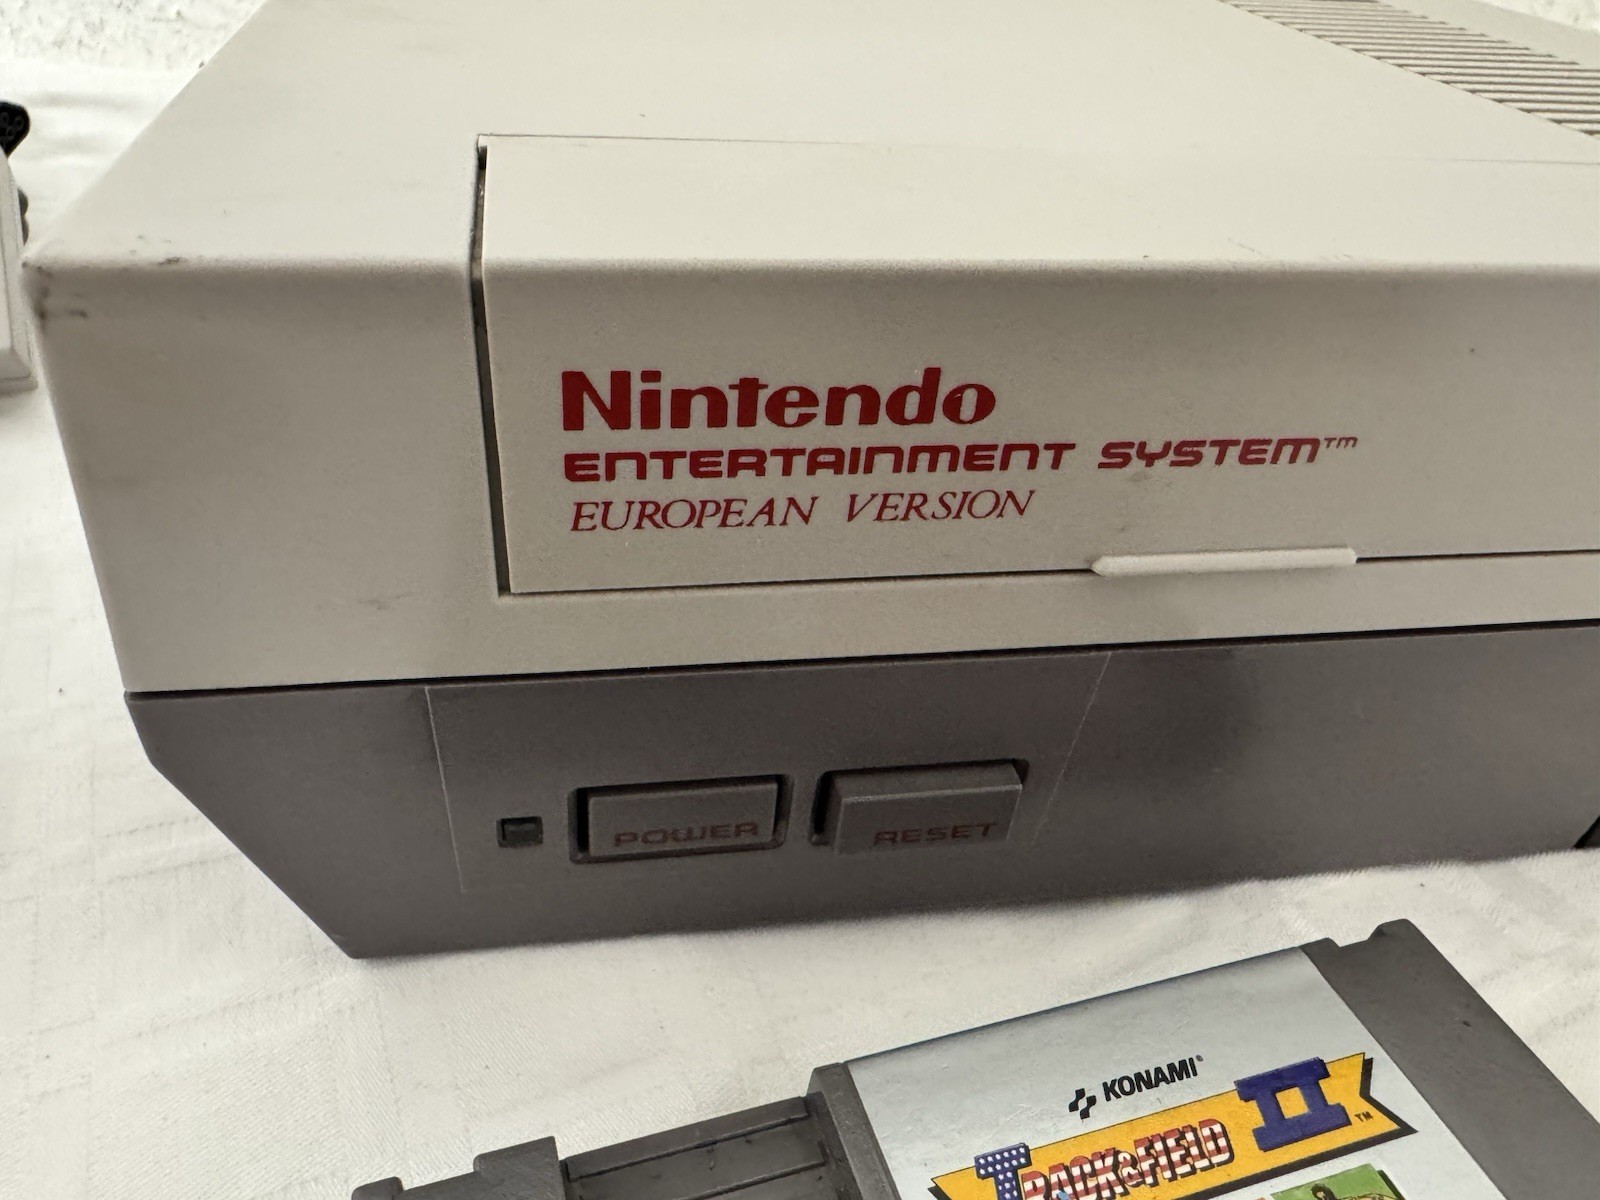 Nintendo
ENTERTAINMENT SYSTEM™
EUROPEAN VERSION
POWER
RESET
KONAMI®
TRACK & FIELD II™